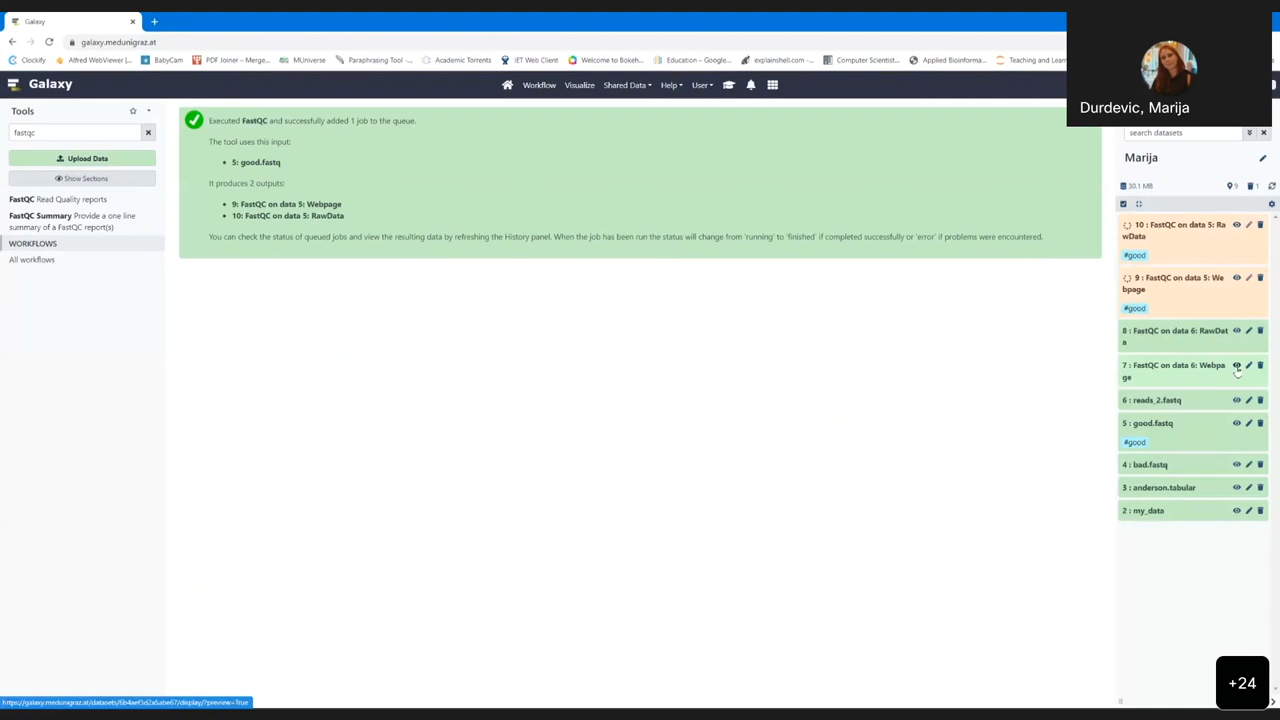 Galaxy
galaxy.medunigraz.at
Clockify
Alfred WebViewer |...
BabyCam
PDF Joiner – Merge...
MUniverse
Paraphrasing Tool -...
Academic Torrents
iET Web Client
Welcome to Bokeh...
Education – Google...
explainshell.com -...
Computer Scientist...
Applied Bioinforma...
Teaching and Learn
Durdevic, Marija
Galaxy
Workflow
Visualize
Shared Data
Help
User
Tools
fastqc
Upload Data
Show Sections
FastQC Read Quality reports
FastQC Summary Provide a one line
summary of a FastQC report(s)
WORKFLOWS
All workflows
Executed FastQC and successfully added 1 job to the queue.
The tool uses this input:
• 5: good.fastq
It produces 2 outputs:
• 9: FastQC on data 5: Webpage
• 10: FastQC on data 5: RawData
You can check the status of queued jobs and view the resulting data by refreshing the History panel. When the job has been run the status will change from 'running' to 'finished' if completed successfully or 'error' if problems were encountered.
search datasets
Marija
30.1 MB
9
1
10 : FastQC on data 5: Ra
wData
#good
9 : FastQC on data 5: We
bpage
#good
8 : FastQC on data 6: RawDat
a
7 : FastQC on data 6: Webpa
ge
6 : reads_2.fastq
5 : good.fastq
#good
4 : bad.fastq
3 : anderson.tabular
2 : my_data
+24